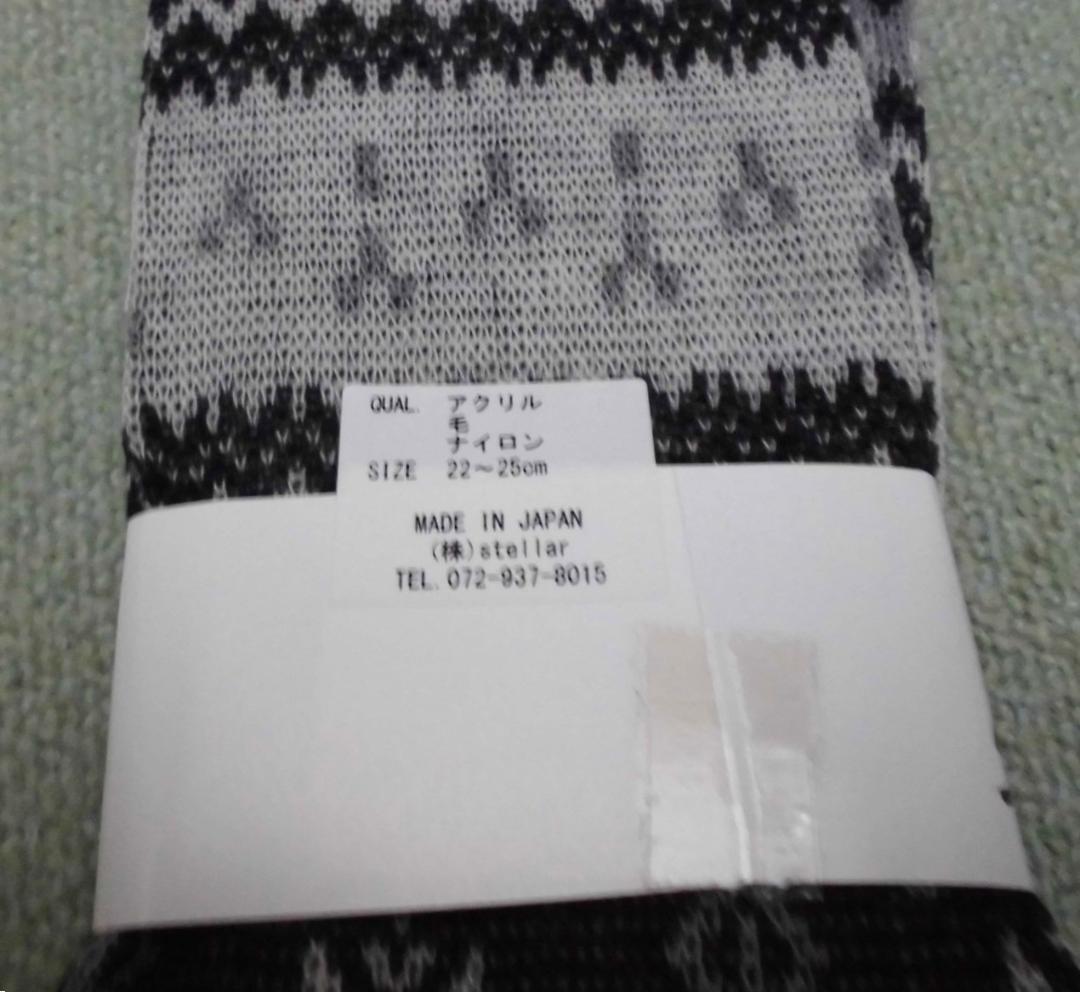 QUAL. アクリル
毛
ナイロン
SIZE 22～25cm
MADE IN JAPAN
(株)stellar
TEL. 072-937-8015